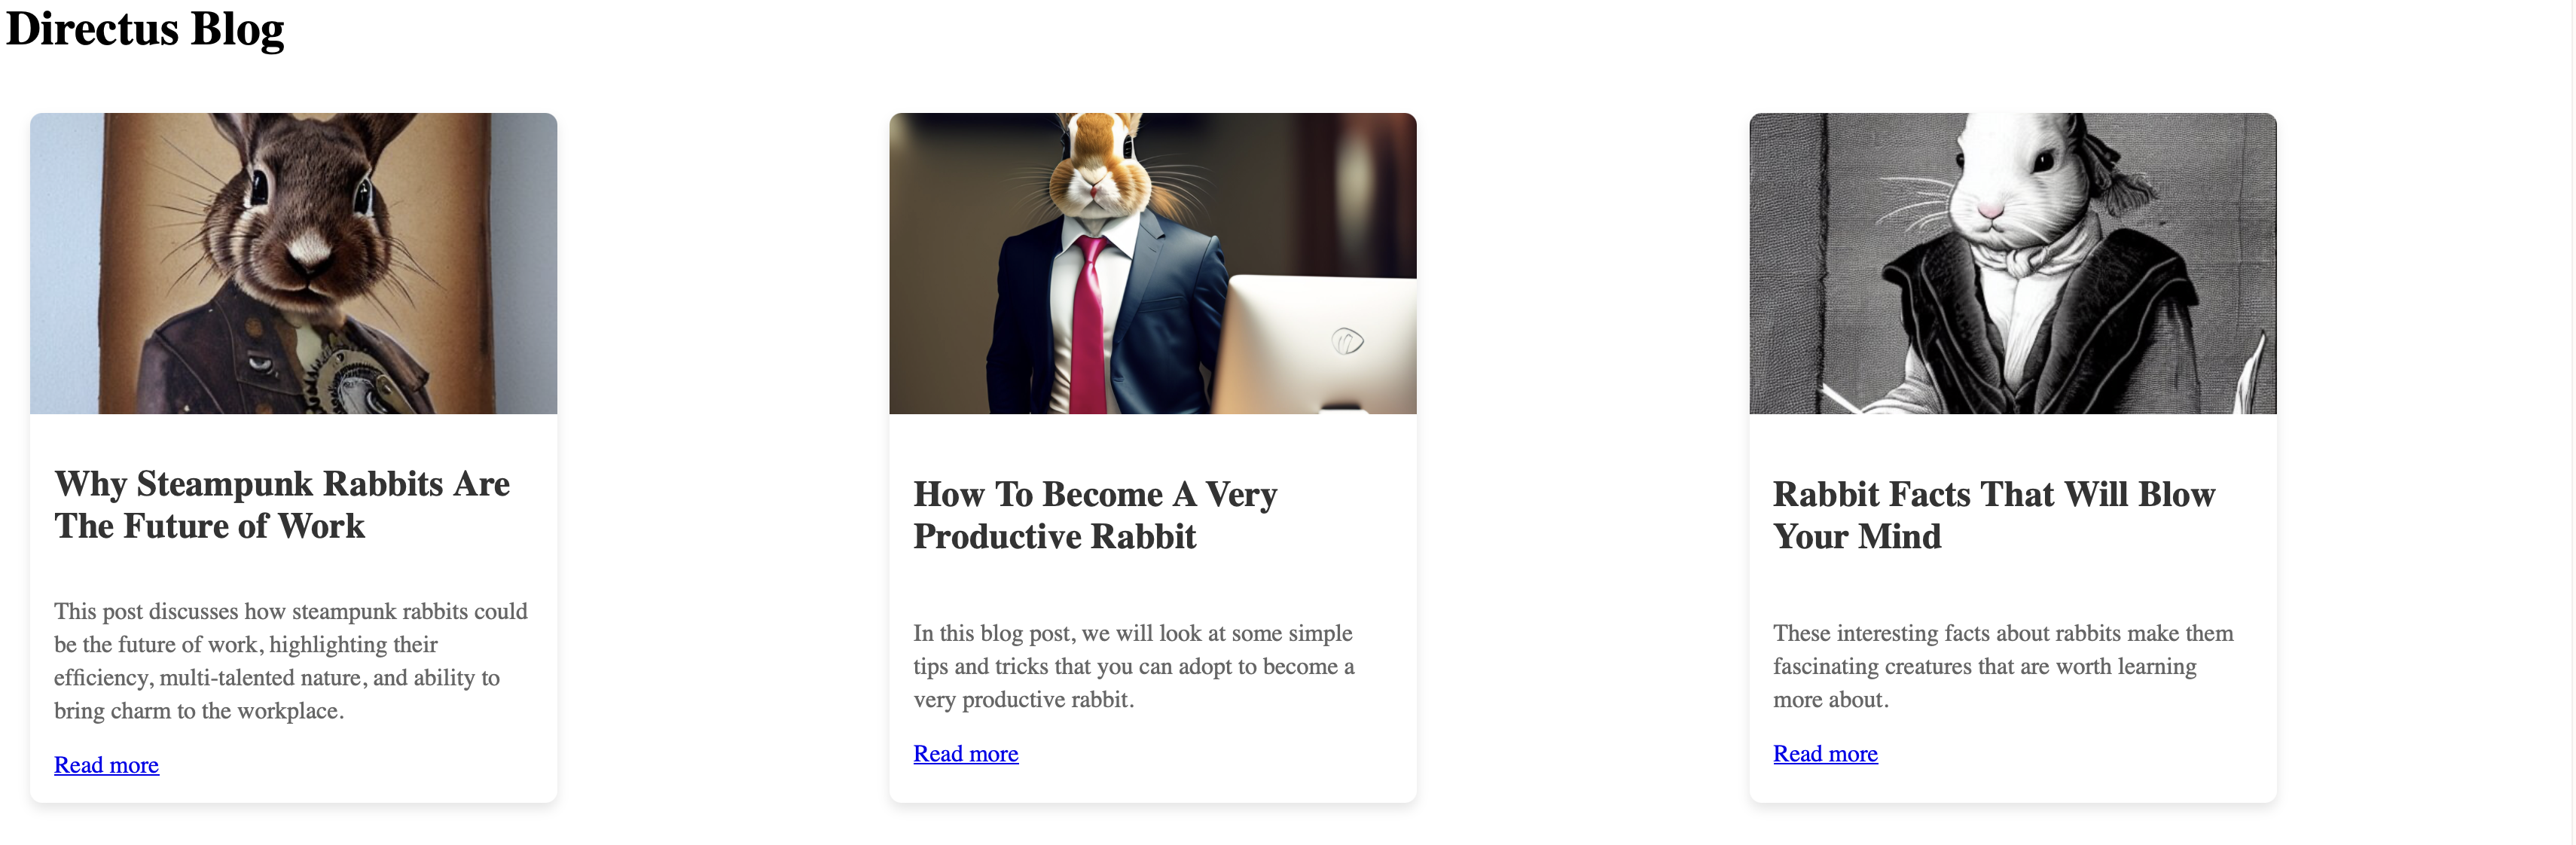 Directus Blog
Why Steampunk Rabbits Are
The Future of Work
This post discusses how steampunk rabbits could
be the future of work, highlighting their
efficiency, multi-talented nature, and ability to
bring charm to the workplace.
Read more
How To Become A Very
Productive Rabbit
In this blog post, we will look at some simple
tips and tricks that you can adopt to become a
very productive rabbit.
Read more
Rabbit Facts That Will Blow
Your Mind
These interesting facts about rabbits make them
fascinating creatures that are worth learning
more about.
Read more